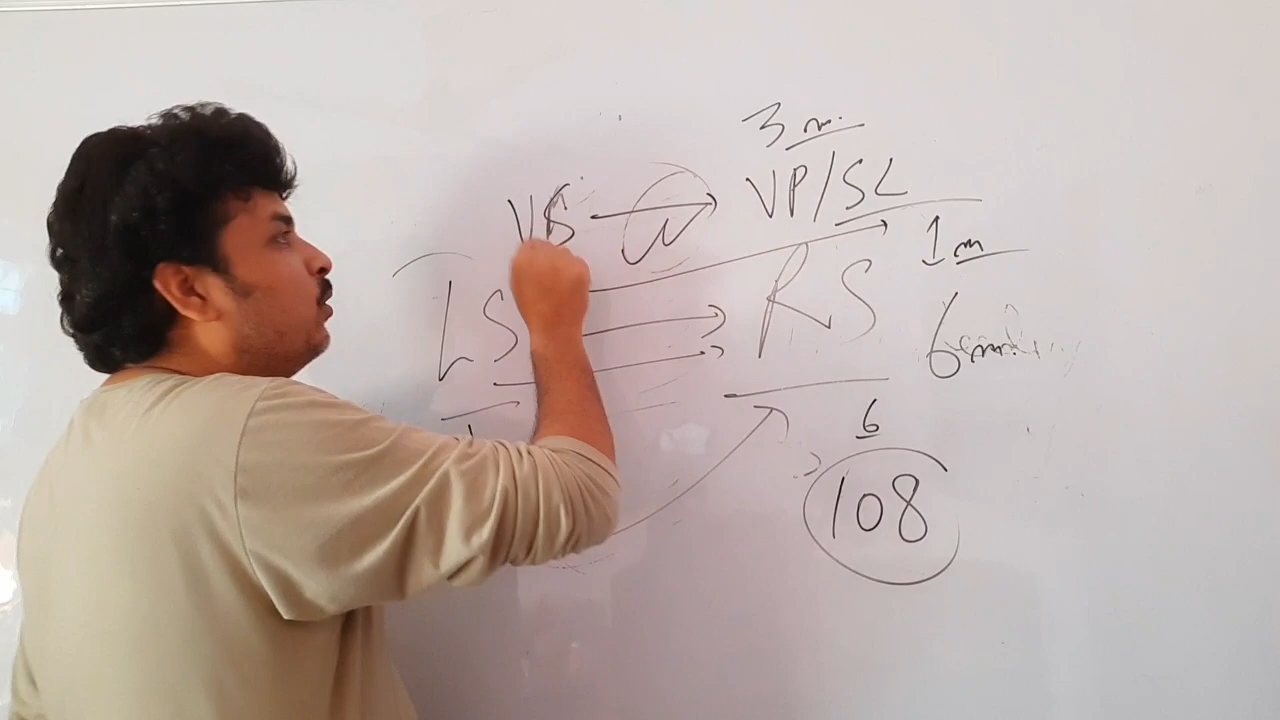 3 m.
VS → VP/SL
1 m
LS → RS
6 m.
6
108